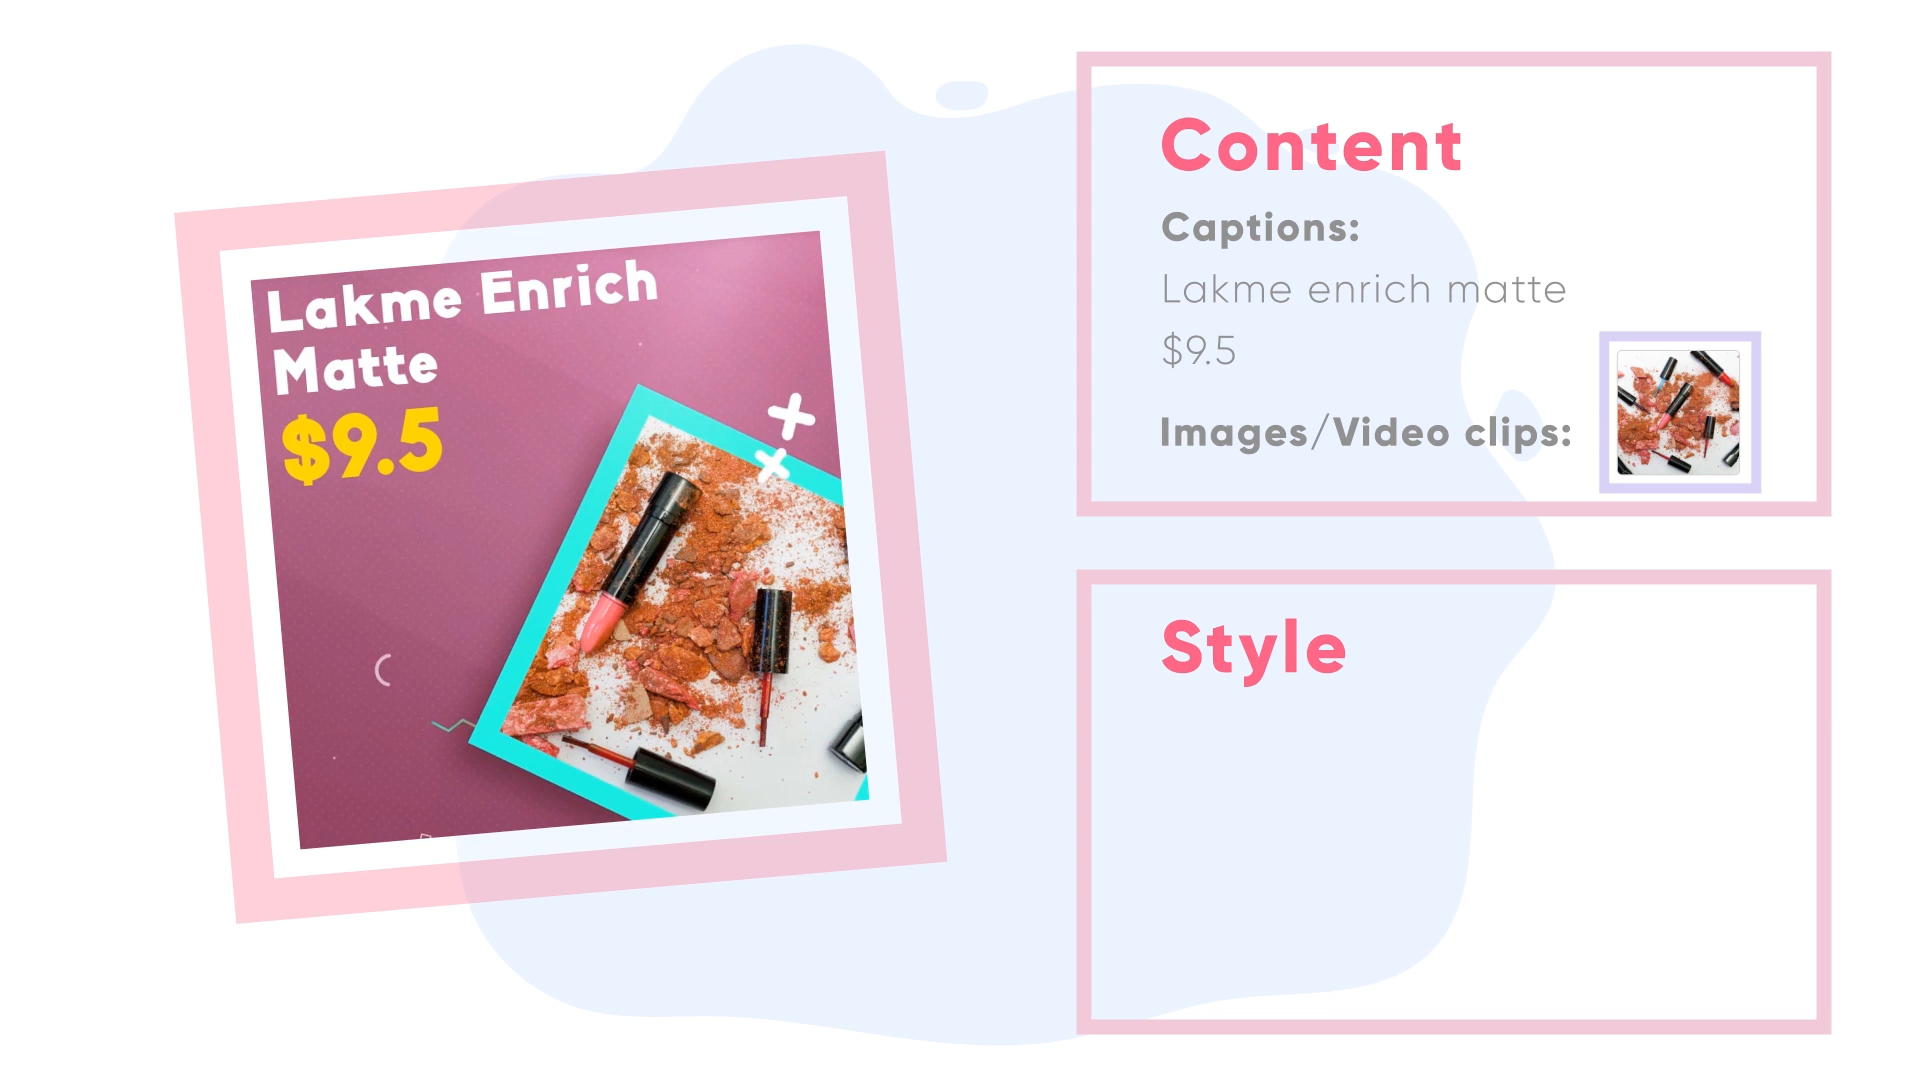 Lakme Enrich
Matte
$9.5
Content
Captions:
Lakme enrich matte
$9.5
Images/Video clips:
Style